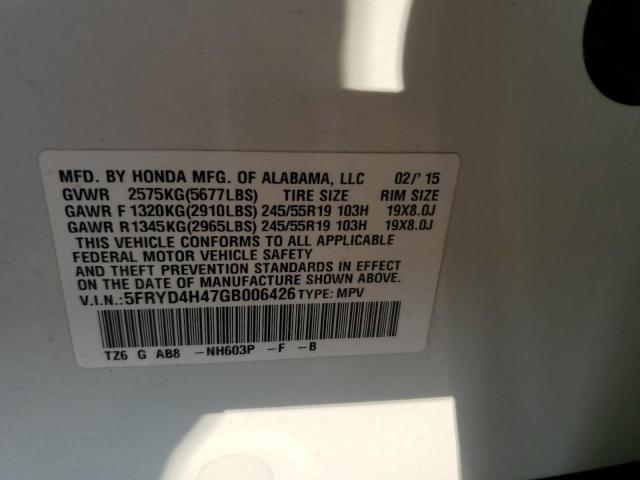 MFD. BY HONDA MFG. OF ALABAMA, LLC 02/'15
GVWR 2575KG(5677LBS) TIRE SIZE RIM SIZE
GAWR F 1320KG(2910LBS) 245/55R19 103H 19X8.0J
GAWR R 1345KG(2965LBS) 245/55R19 103H 19X8.0J
THIS VEHICLE CONFORMS TO ALL APPLICABLE
FEDERAL MOTOR VEHICLE SAFETY
AND THEFT PREVENTION STANDARDS IN EFFECT
ON THE DATE OF MANUFACTURE SHOWN ABOVE.
V.I.N.:5FRYD4H47GB006426 TYPE: MPV
TZ6 G AB8 -NH603P -F -B